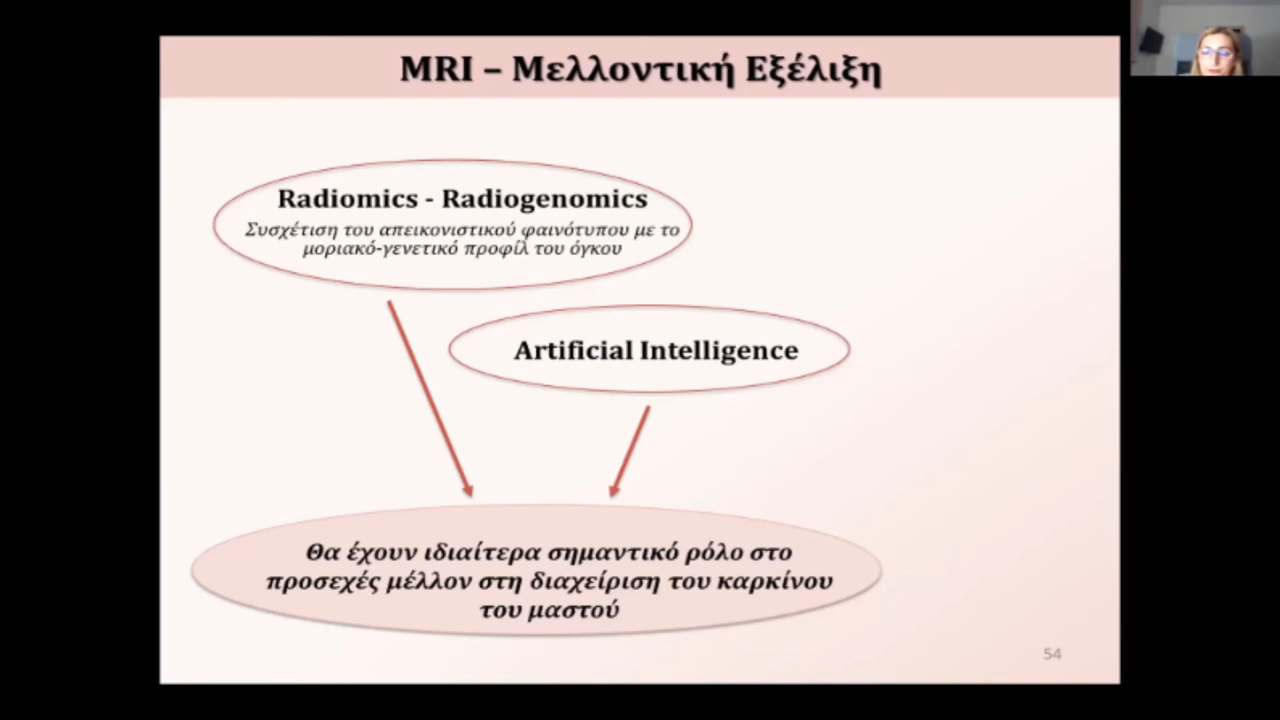 MRI – Μελλοντική Εξέλιξη
Radiomics - Radiogenomics
Συσχέτιση του απεικονιστικού φαινότυπου με το
μοριακό-γενετικό προφίλ του όγκου
Artificial Intelligence
Θα έχουν ιδιαίτερα σημαντικό ρόλο στο
προσεχές μέλλον στη διαχείριση του καρκίνου
του μαστού
54